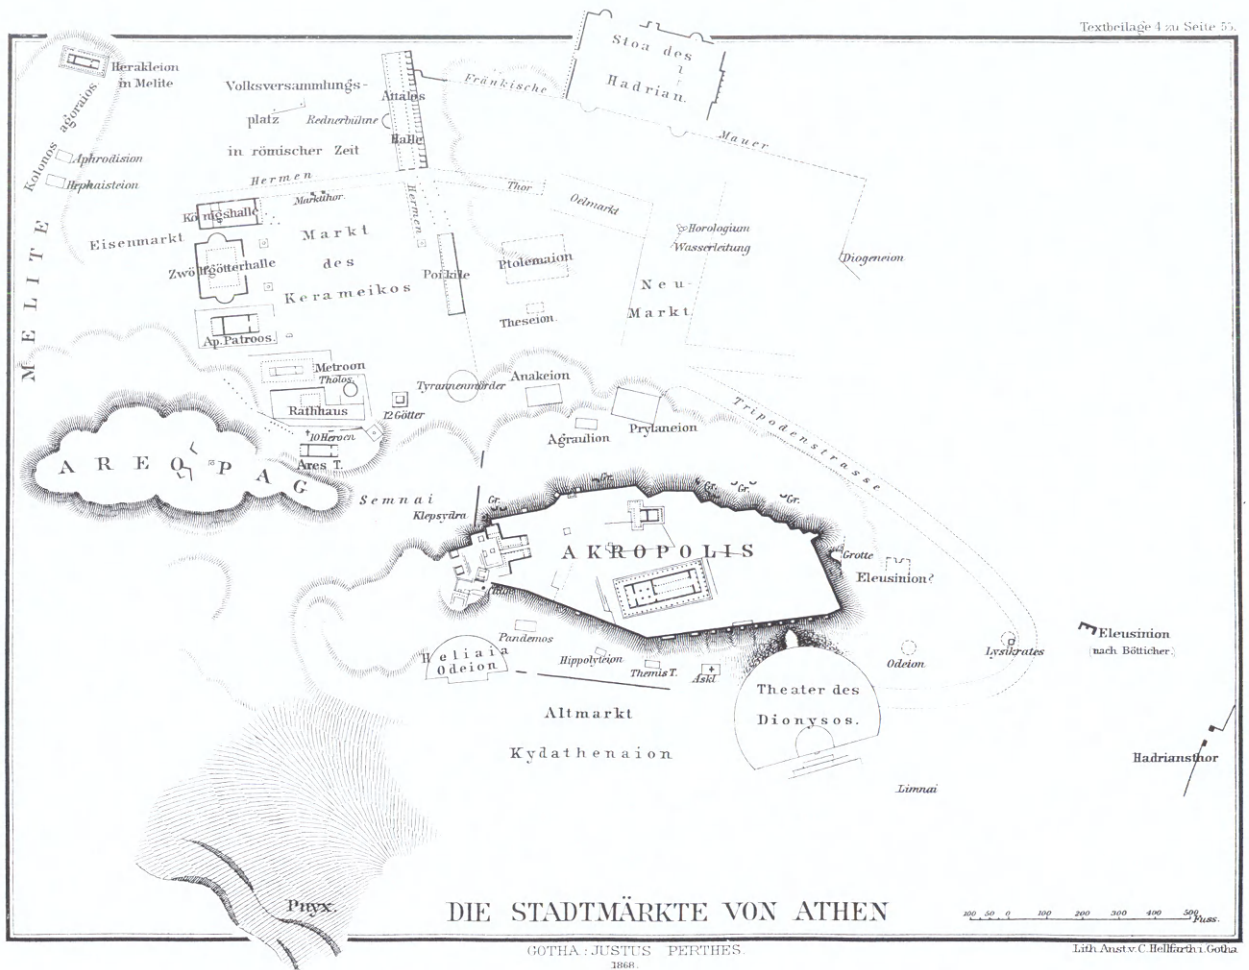 Textbeilage 4 zu Seite 55.
Stoa des
Hadrian.
Herakleion
in Melite
Volksversammlungs-
platz
Rednerbühne
in römischer Zeit
Attalos
Halle
Fränkische
Mauer
Kolonos agoraios
Aphrodision
Hephaisteion
MELITE
Hermen
Markthor
Hermen
Thor
Oelmarkt
Königshalle
Eisenmarkt
Zwölfgötterhalle
Markt
des
Kerameikos
Poikile
Ptolemaion
Horologium
Wasserleitung
Diogeneion
Neu-
Markt
Theseion.
Ap. Patroos.
Metroon
Tholos
Rathhaus
12 Götter
Tyrannenmörder
Anakeion
Agraulion
Prytaneion
Tripodenstrasse
10 Heroen
Ares T.
AREOPAG
Semnai
Klepsydra
Gr.
Gr.
Gr.
Gr.
Gr.
AKROPOLIS
Grotte
Eleusinion?
Pandemos
Heliaia
Odeion
Hippolyteion
Themis T.
Askl.
Theater des
Dionysos.
Odeion
Lysikrates
Eleusinion
(nach Bötticher.)
Altmarkt
Kydathenaion
Hadriansthor
Limnai
Pnyx.
DIE STADTMÄRKTE VON ATHEN
100 50 0 100 200 300 400 500
Fuss.
GOTHA: JUSTUS PERTHES.
1868.
Lith. Anst. v. C. Hellfarth i. Gotha